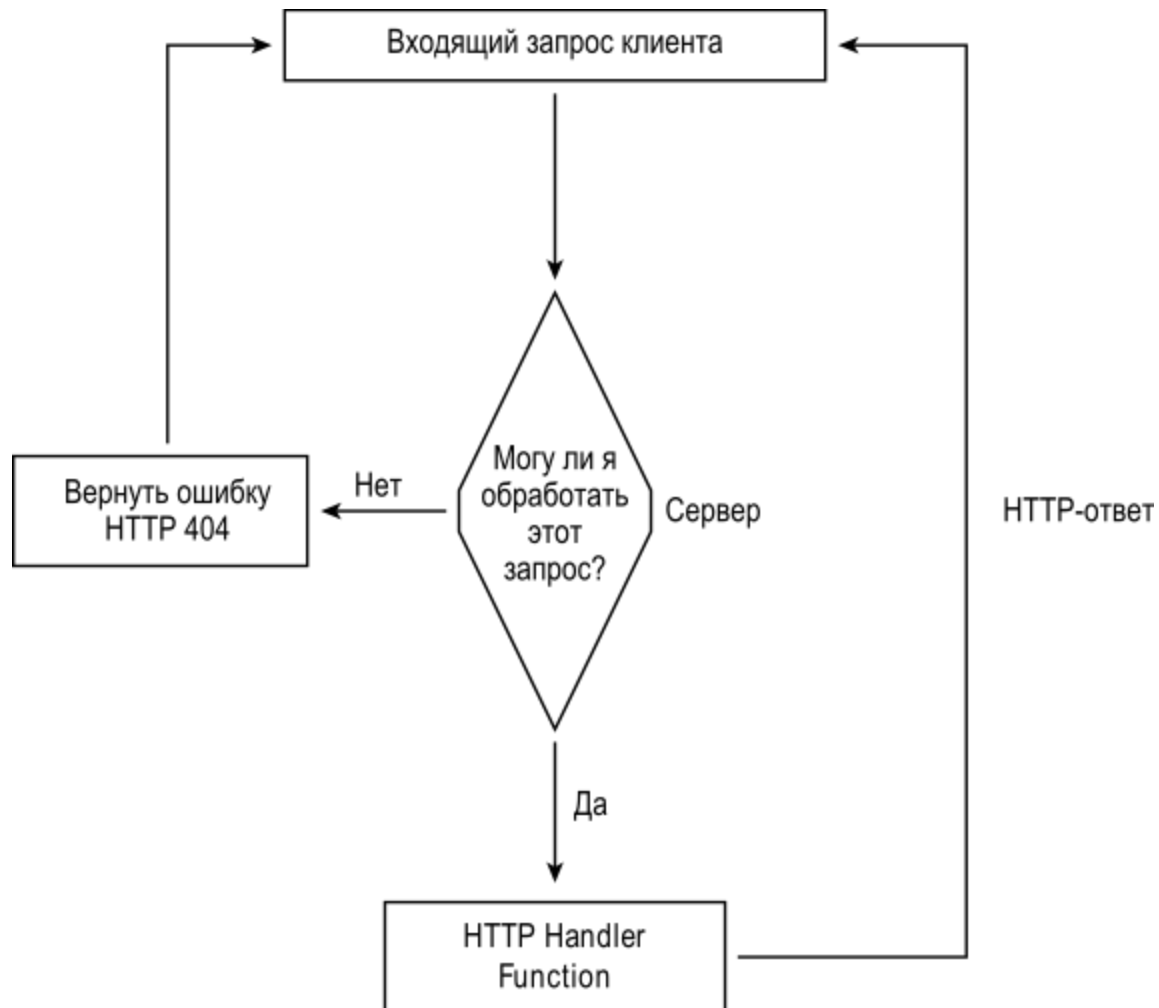 Входящий запрос клиента
Могу ли я
обработать
этот
запрос?
Сервер
Нет
Вернуть ошибку
HTTP 404
HTTP-ответ
Да
HTTP Handler
Function